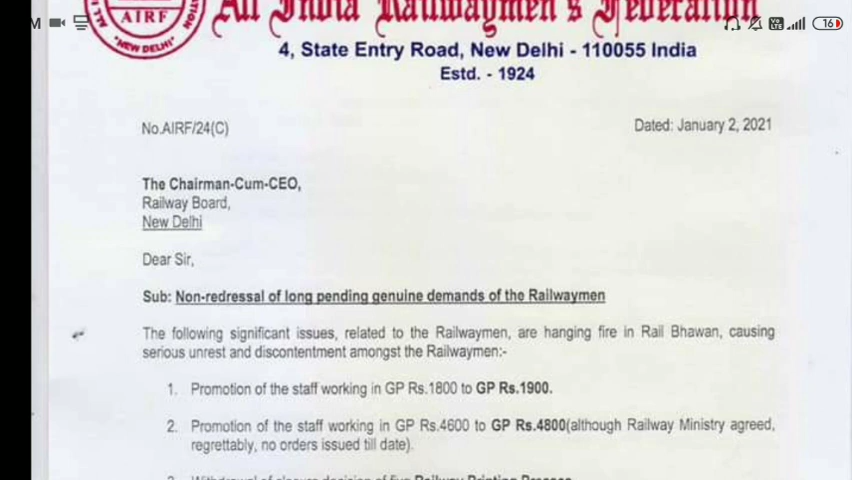 AIRF
NEW DELHI
All India Railwaymen's Federation
4, State Entry Road, New Delhi - 110055 India
Estd. - 1924
No.AIRF/24(C)
Dated: January 2, 2021
The Chairman-Cum-CEO,
Railway Board,
New Delhi
Dear Sir,
Sub: Non-redressal of long pending genuine demands of the Railwaymen
The following significant issues, related to the Railwaymen, are hanging fire in Rail Bhawan, causing
serious unrest and discontentment amongst the Railwaymen:-
1. Promotion of the staff working in GP Rs.1800 to GP Rs.1900.
2. Promotion of the staff working in GP Rs.4600 to GP Rs.4800(although Railway Ministry agreed,
regrettably, no orders issued till date).